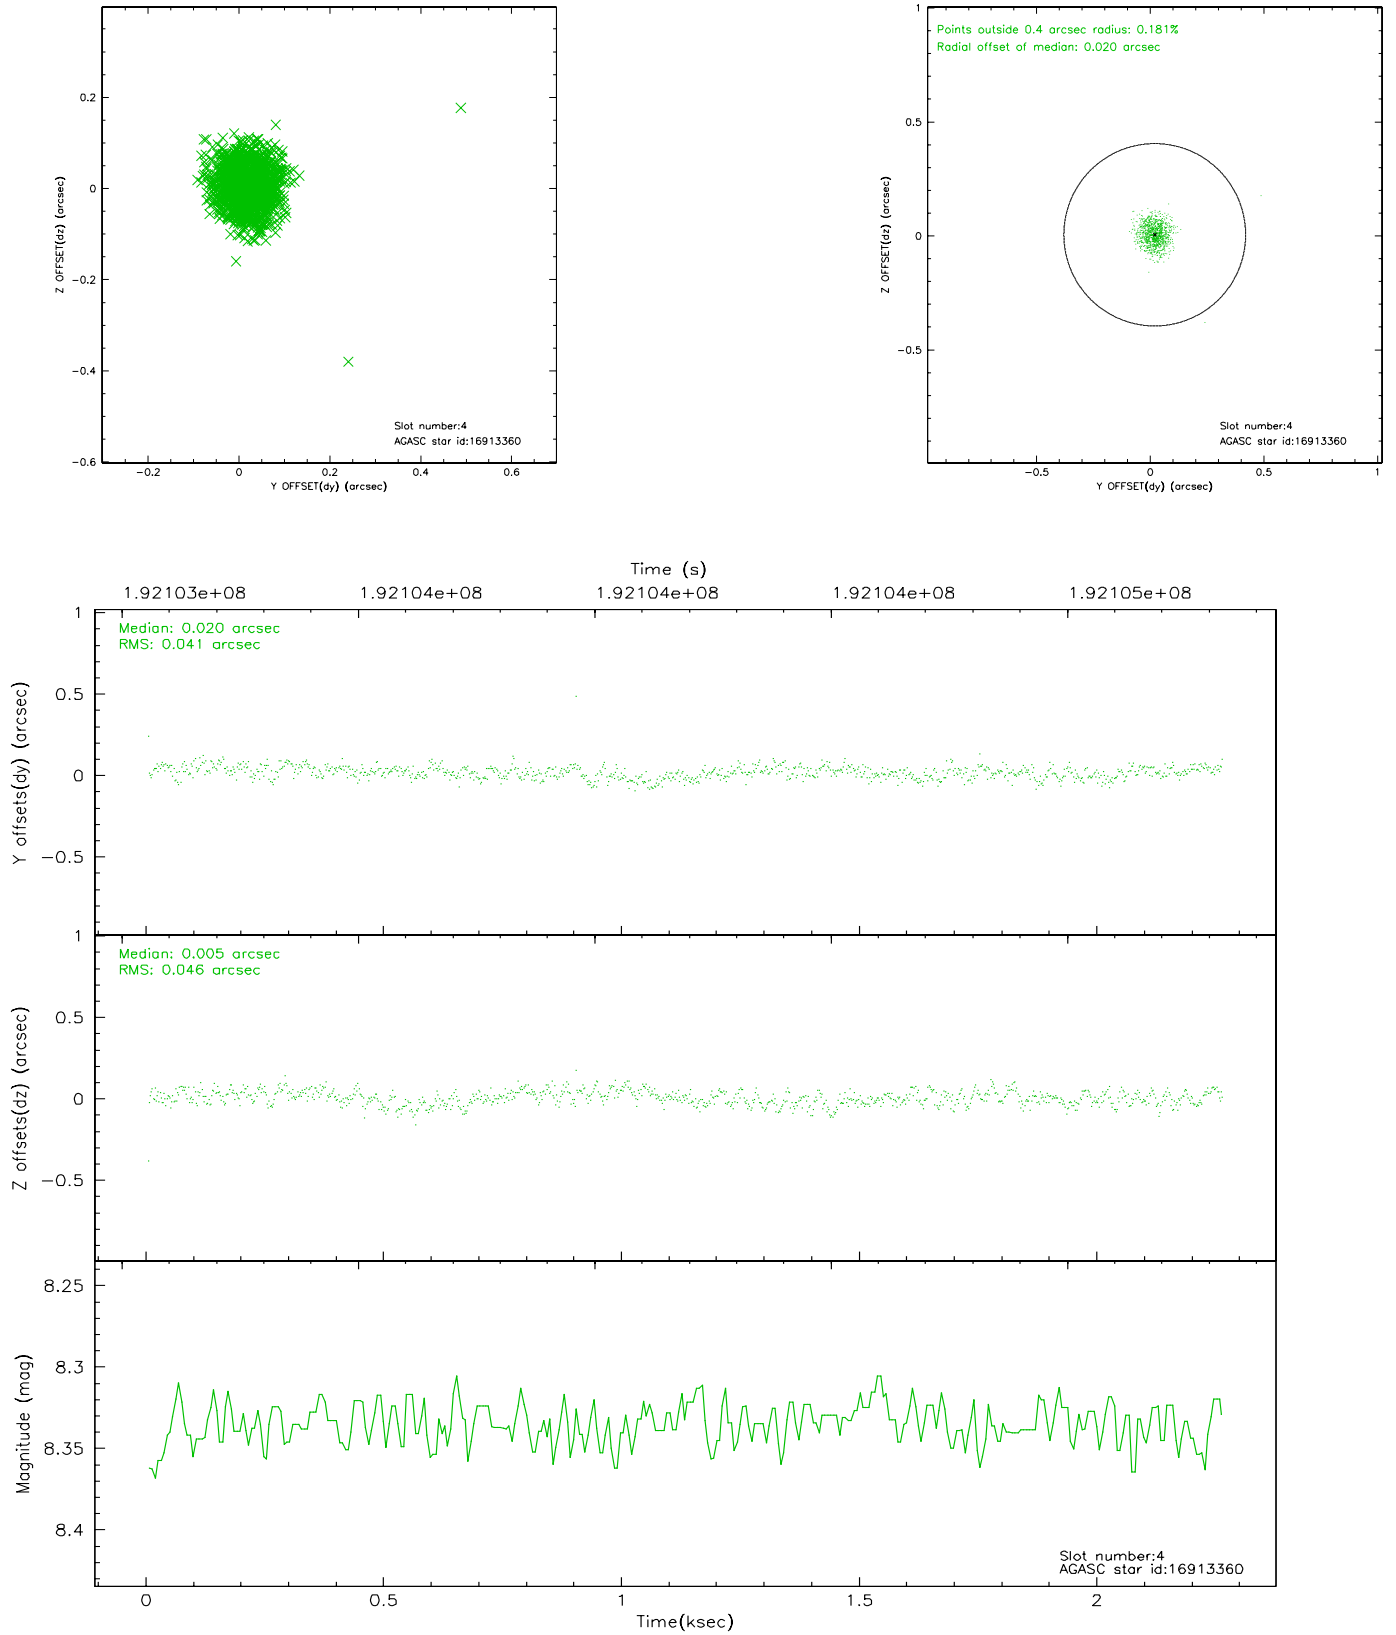 0.2
0
−0.2
−0.4
−0.6
Z OFFSET(dz) (arcsec)
−0.2
0
0.2
0.4
0.6
Y OFFSET(dy) (arcsec)
Slot number:4
AGASC star id:16913360
Points outside 0.4 arcsec radius: 0.181%
Radial offset of median: 0.020 arcsec
1
0.5
0
−0.5
Z OFFSET(dz) (arcsec)
−0.5
0
0.5
1
Y OFFSET(dy) (arcsec)
Slot number:4
AGASC star id:16913360
Time (s)
1.92103e+08
1.92104e+08
1.92104e+08
1.92104e+08
1.92105e+08
Median: 0.020 arcsec
RMS: 0.041 arcsec
1
0.5
0
−0.5
Y offsets(dy) (arcsec)
Median: 0.005 arcsec
RMS: 0.046 arcsec
1
0.5
0
−0.5
Z offsets(dz) (arcsec)
8.25
8.3
8.35
8.4
Magnitude (mag)
Slot number:4
AGASC star id:16913360
0
0.5
1
1.5
2
Time(ksec)